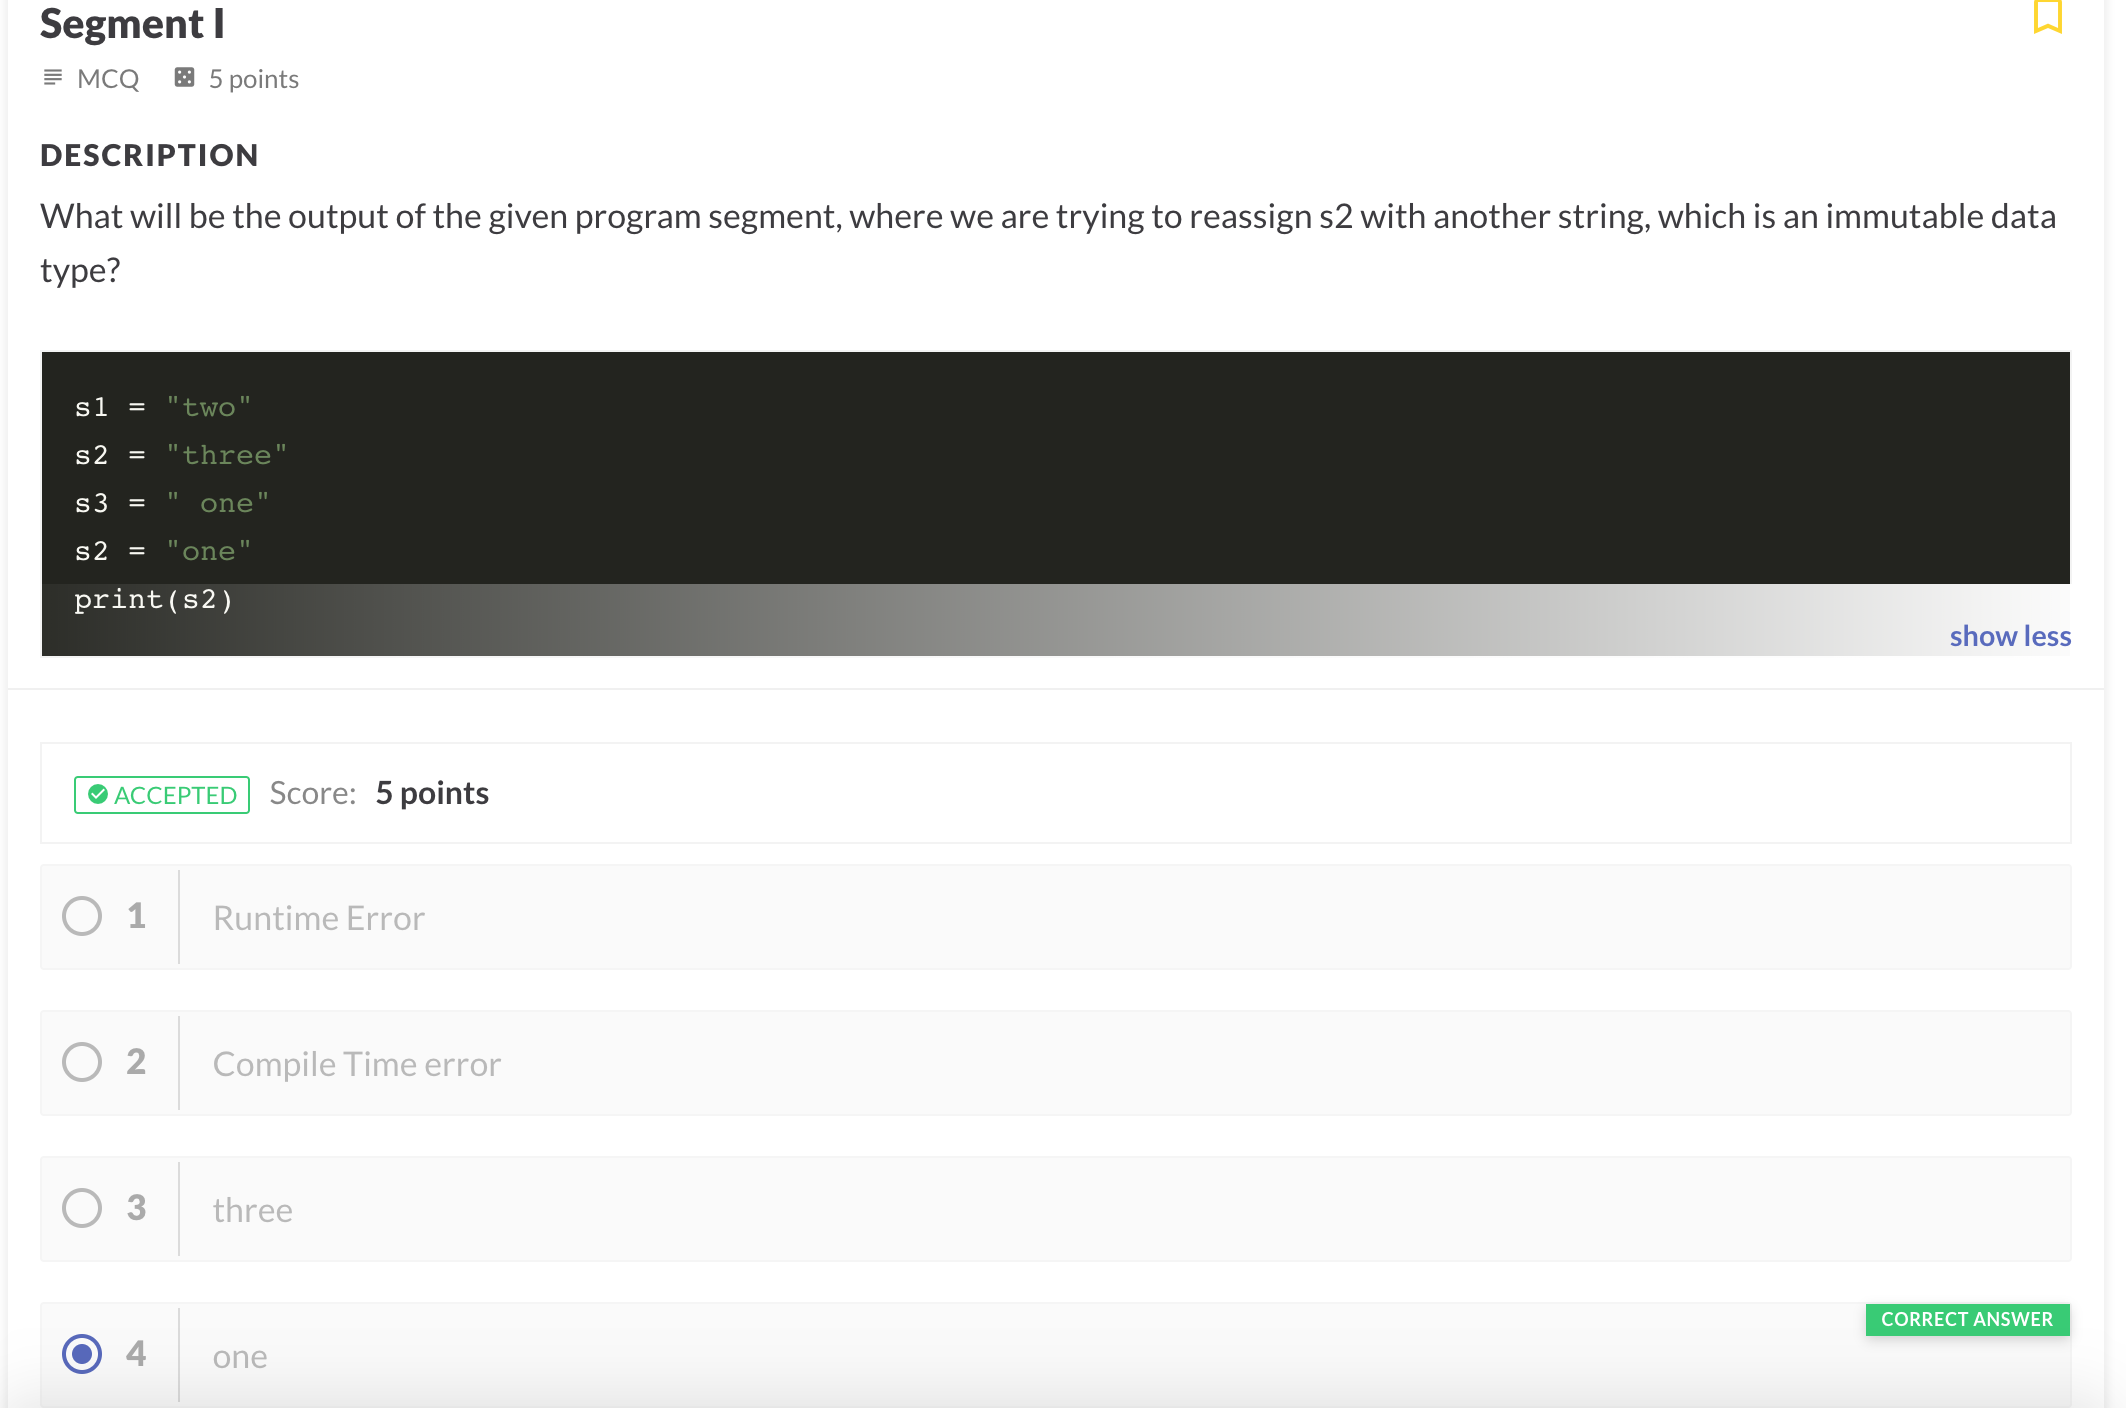 Segment I
MCQ 5 points
DESCRIPTION
What will be the output of the given program segment, where we are trying to reassign s2 with another string, which is an immutable data
type?
s1 = "two"
s2 = "three"
s3 = " one"
s2 = "one"
print(s2)
show less
ACCEPTED Score: 5 points
1 Runtime Error
2 Compile Time error
3 three
CORRECT ANSWER
4 one